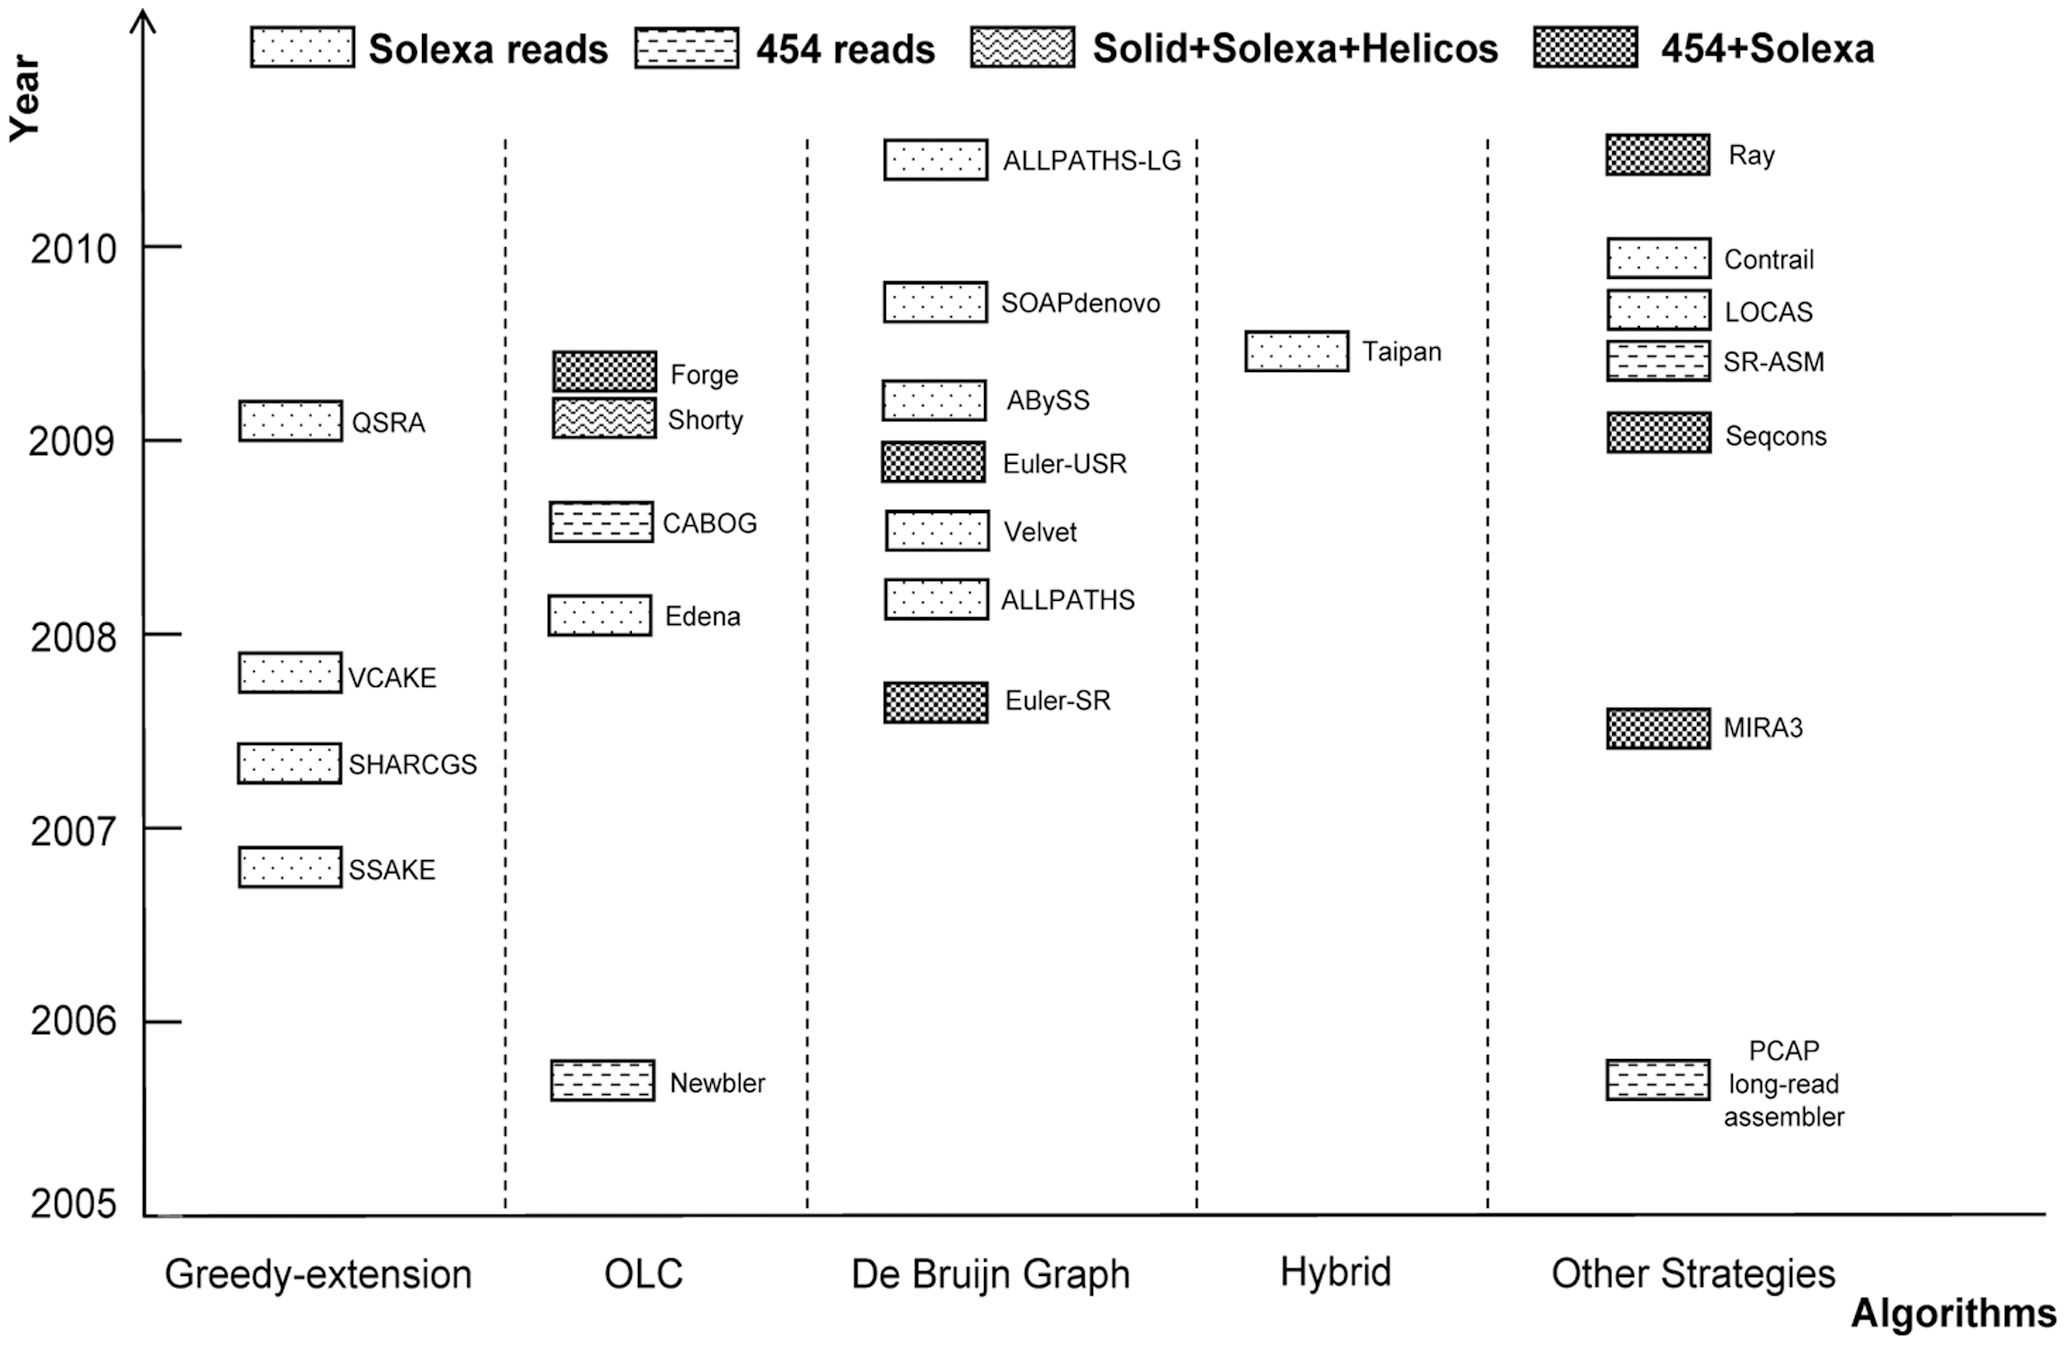 Year
Solexa reads
454 reads
Solid+Solexa+Helicos
454+Solexa
2010
2009
2008
2007
2006
2005
QSRA
VCAKE
SHARCGS
SSAKE
Forge
Shorty
CABOG
Edena
Newbler
ALLPATHS-LG
SOAPdenovo
ABySS
Euler-USR
Velvet
ALLPATHS
Euler-SR
Taipan
Ray
Contrail
LOCAS
SR-ASM
Seqcons
MIRA3
PCAP
long-read
assembler
Greedy-extension
OLC
De Bruijn Graph
Hybrid
Other Strategies
Algorithms